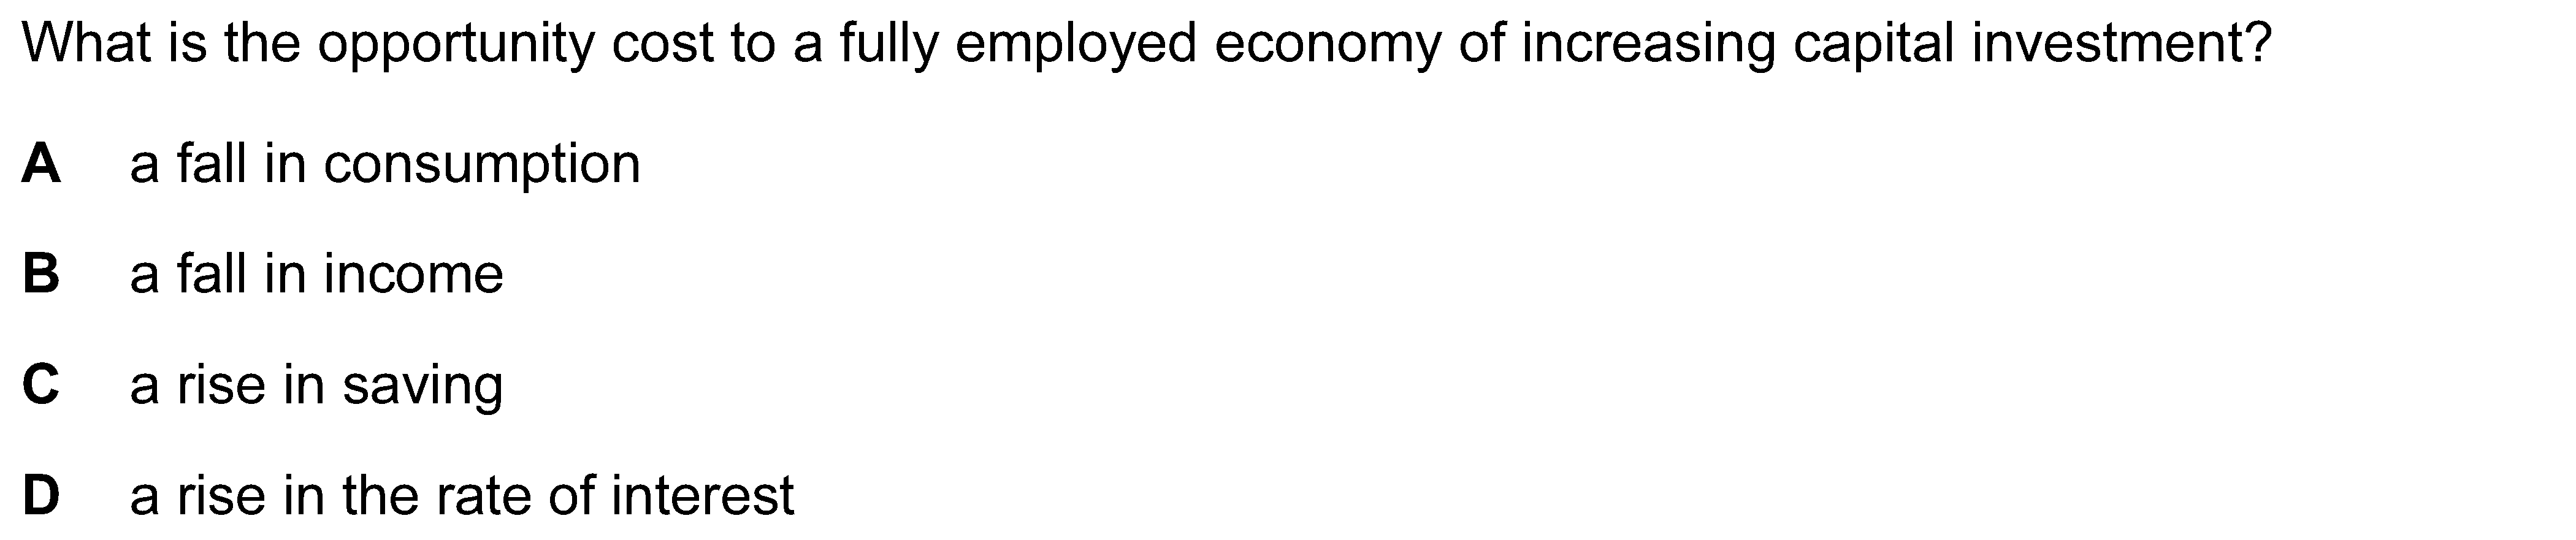 What is the opportunity cost to a fully employed economy of increasing capital investment?
A a fall in consumption
B a fall in income
C a rise in saving
D a rise in the rate of interest